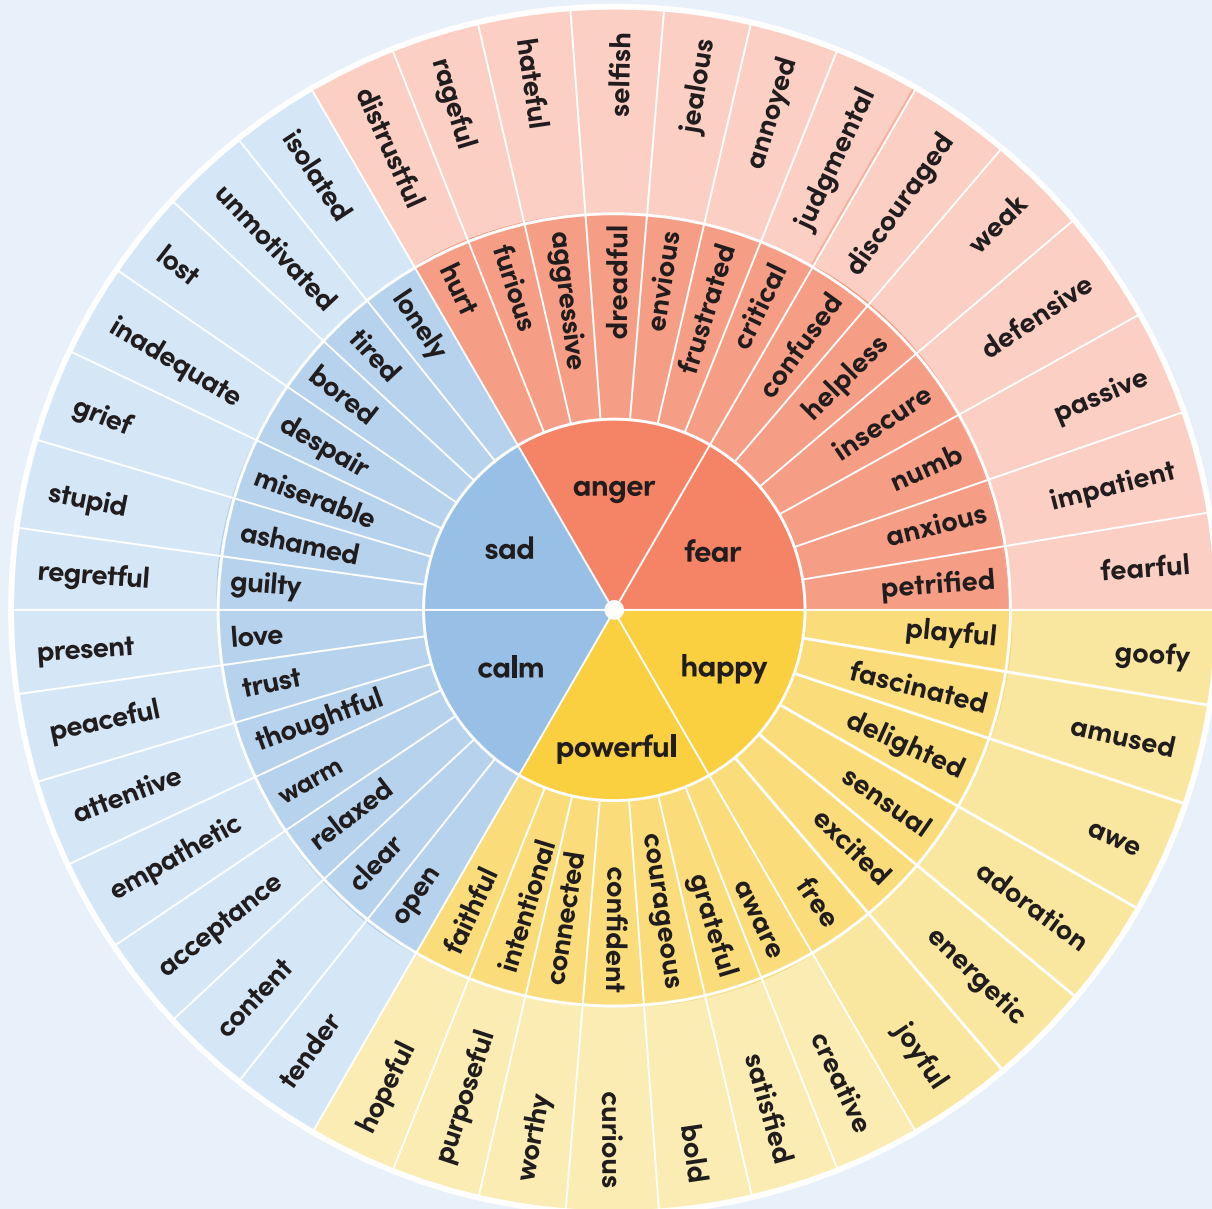 anger
fear
happy
powerful
calm
sad
hurt
furious
aggressive
dreadful
envious
frustrated
critical
confused
helpless
insecure
numb
anxious
petrified
playful
fascinated
delighted
sensual
excited
free
aware
grateful
courageous
confident
connected
intentional
faithful
open
clear
relaxed
warm
thoughtful
trust
love
guilty
ashamed
miserable
despair
bored
tired
lonely
distrustful
rageful
hateful
selfish
jealous
annoyed
judgmental
discouraged
weak
defensive
passive
impatient
fearful
goofy
amused
awe
adoration
energetic
joyful
creative
satisfied
bold
curious
worthy
purposeful
hopeful
tender
content
acceptance
empathetic
attentive
peaceful
present
regretful
stupid
grief
inadequate
lost
unmotivated
isolated